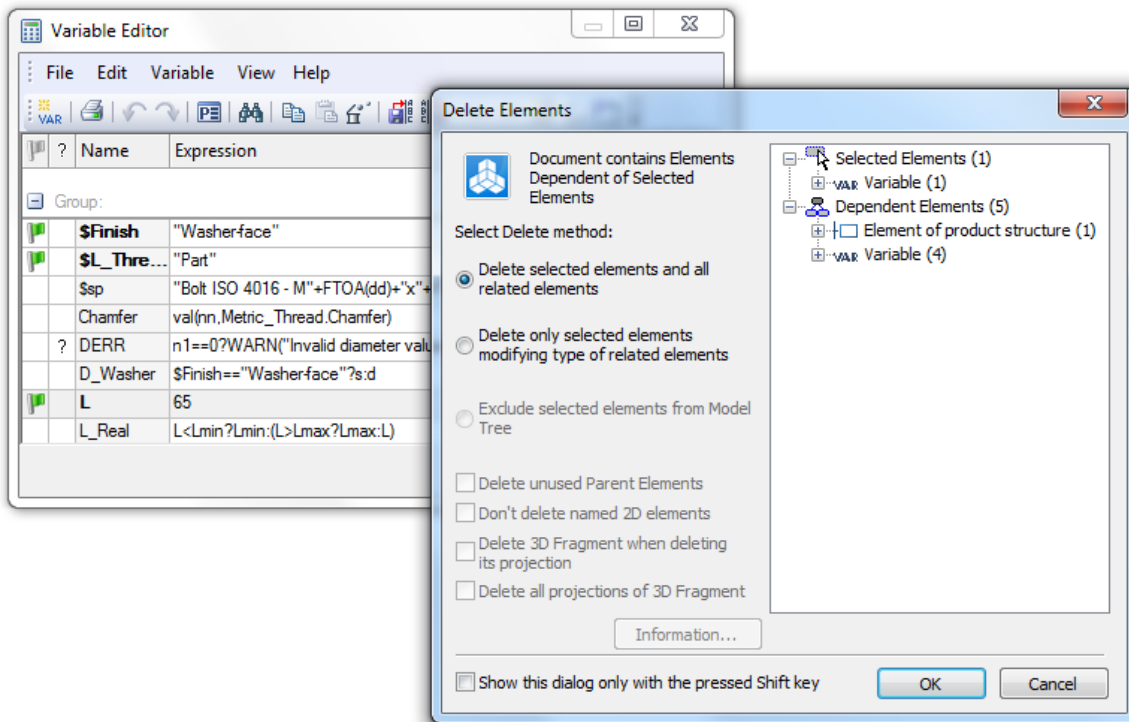 Variable Editor
File Edit Variable View Help
VAR
? Name Expression
Group:
$Finish "Washer-face"
$L_Thre... "Part"
$sp "Bolt ISO 4016 - M"+FTOA(dd)+"x"+
Chamfer val(nn,Metric_Thread.Chamfer)
? DERR n1==0?WARN("Invalid diameter valu
D_Washer $Finish=="Washer-face"?s:d
L 65
L_Real L<Lmin?Lmin:(L>Lmax?Lmax:L)
Delete Elements
Document contains Elements
Dependent of Selected
Elements
Select Delete method:
Delete selected elements and all
related elements
Delete only selected elements
modifying type of related elements
Exclude selected elements from Model
Tree
Delete unused Parent Elements
Don't delete named 2D elements
Delete 3D Fragment when deleting
its projection
Delete all projections of 3D Fragment
Information...
Selected Elements (1)
VAR Variable (1)
Dependent Elements (5)
Element of product structure (1)
VAR Variable (4)
Show this dialog only with the pressed Shift key
OK
Cancel